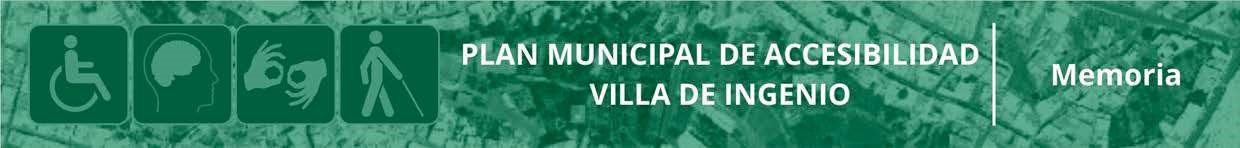 PLAN MUNICIPAL DE ACCESIBILIDAD
VILLA DE INGENIO
Memoria